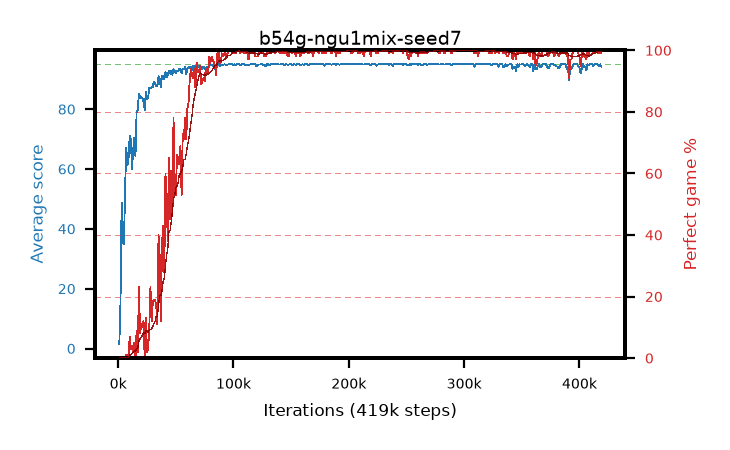 b54g-ngu1mix-seed7
100
80
80
60
60
40
40
20
20
0
0
Average score
Perfect game %
0k
100k
200k
300k
400k
Iterations (419k steps)